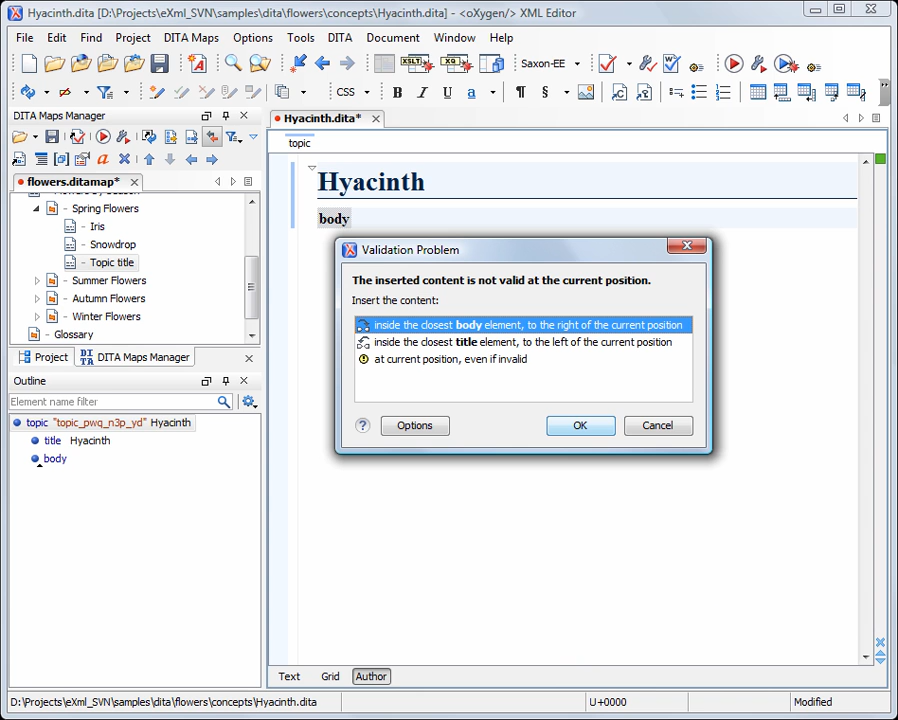 Hyacinth.dita [D:\Projects\eXml_SVN\samples\dita\flowers\concepts\Hyacinth.dita] - <oXygen/> XML Editor
File Edit Find Project DITA Maps Options Tools DITA Document Window Help
XSLT XQ Saxon-EE
CSS B I U a ¶ §
DITA Maps Manager
flowers.ditamap*
Spring Flowers
- Iris
- Snowdrop
- Topic title
- Summer Flowers
- Autumn Flowers
- Winter Flowers
- Glossary
Project DITA Maps Manager
Outline
Element name filter
topic "topic_pwq_n3p_yd" Hyacinth
title Hyacinth
body
Hyacinth.dita*
topic
Hyacinth
body
Validation Problem
The inserted content is not valid at the current position.
Insert the content:
inside the closest body element, to the right of the current position
inside the closest title element, to the left of the current position
at current position, even if invalid
? Options OK Cancel
Text Grid Author
D:\Projects\eXml_SVN\samples\dita\flowers\concepts\Hyacinth.dita U+0000 Modified